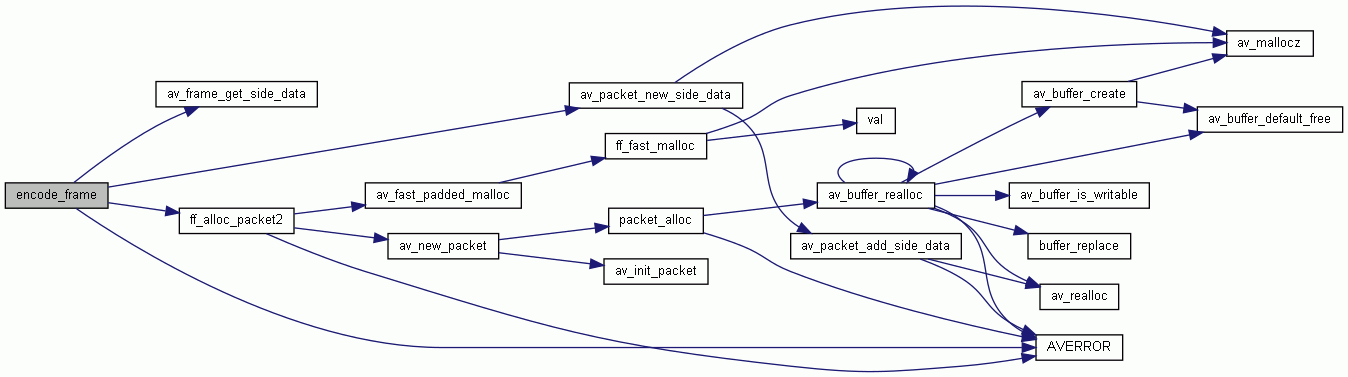 encode_frame
av_frame_get_side_data
ff_alloc_packet2
av_fast_padded_malloc
av_new_packet
av_packet_new_side_data
ff_fast_malloc
packet_alloc
av_init_packet
val
av_buffer_realloc
av_packet_add_side_data
av_buffer_create
av_buffer_is_writable
buffer_replace
av_realloc
AVERROR
av_mallocz
av_buffer_default_free